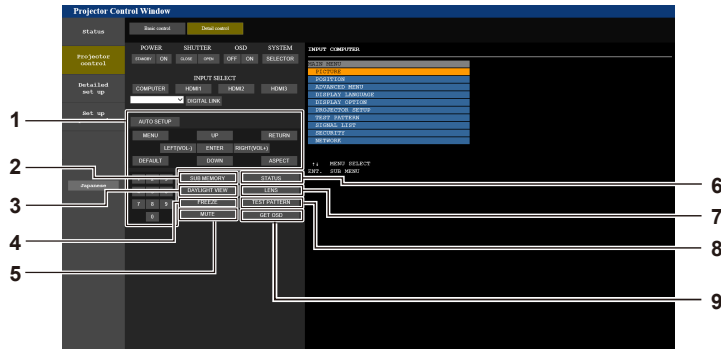 Projector Control Window
Status
Basic control
Detail control
POWER SHUTTER OSD SYSTEM
STANDBY ON CLOSE OPEN OFF ON SELECTOR
Projector control
INPUT SELECT
COMPUTER HDMI1 HDMI2 HDMI3
DIGITAL LINK
Detailed set up
Set up
Japanese
AUTO SETUP
MENU UP RETURN
LEFT(VOL-) ENTER RIGHT(VOL+)
DEFAULT DOWN ASPECT
SUB MEMORY STATUS
DAYLIGHT VIEW LENS
7 8 9 FREEZE TEST PATTERN
0 MUTE GET OSD
INPUT COMPUTER
MAIN MENU
PICTURE
POSITION
ADVANCED MENU
DISPLAY LANGUAGE
DISPLAY OPTION
PROJECTOR SETUP
TEST PATTERN
SIGNAL LIST
SECURITY
NETWORK
↑↓ MENU SELECT
ENT. SUB MENU
1
2
3
4
5
6
7
8
9